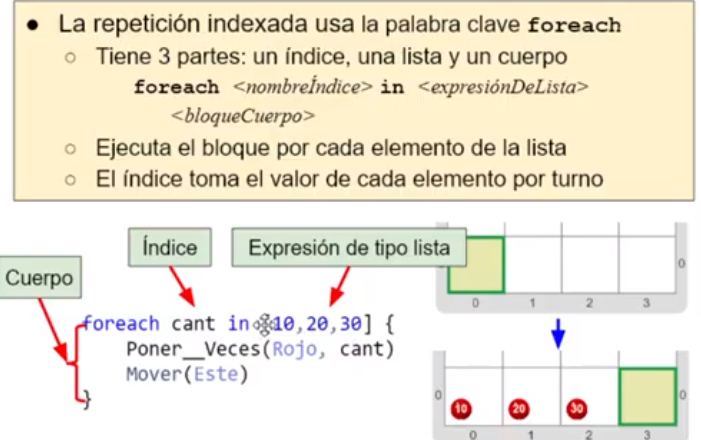 ● La repetición indexada usa la palabra clave foreach
○ Tiene 3 partes: un índice, una lista y un cuerpo
foreach <nombreÍndice> in <expresiónDeLista>
<bloqueCuerpo>
○ Ejecuta el bloque por cada elemento de la lista
○ El índice toma el valor de cada elemento por turno
Índice
Expresión de tipo lista
Cuerpo
foreach cant in 10,20,30] {
Poner__Veces(Rojo, cant)
Mover(Este)
}
0 0
0 1 2 3
0 10 20 30 0
0 1 2 3